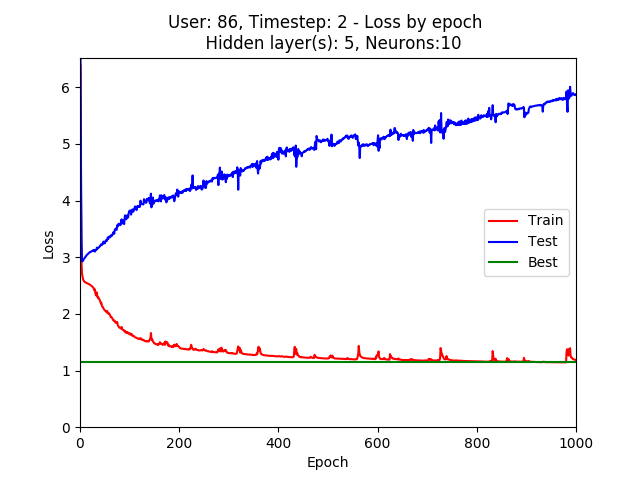 User: 86, Timestep: 2 - Loss by epoch
Hidden layer(s): 5, Neurons:10
6
5
4
3
2
1
0
Loss
Train
Test
Best
0 200 400 600 800 1000
Epoch